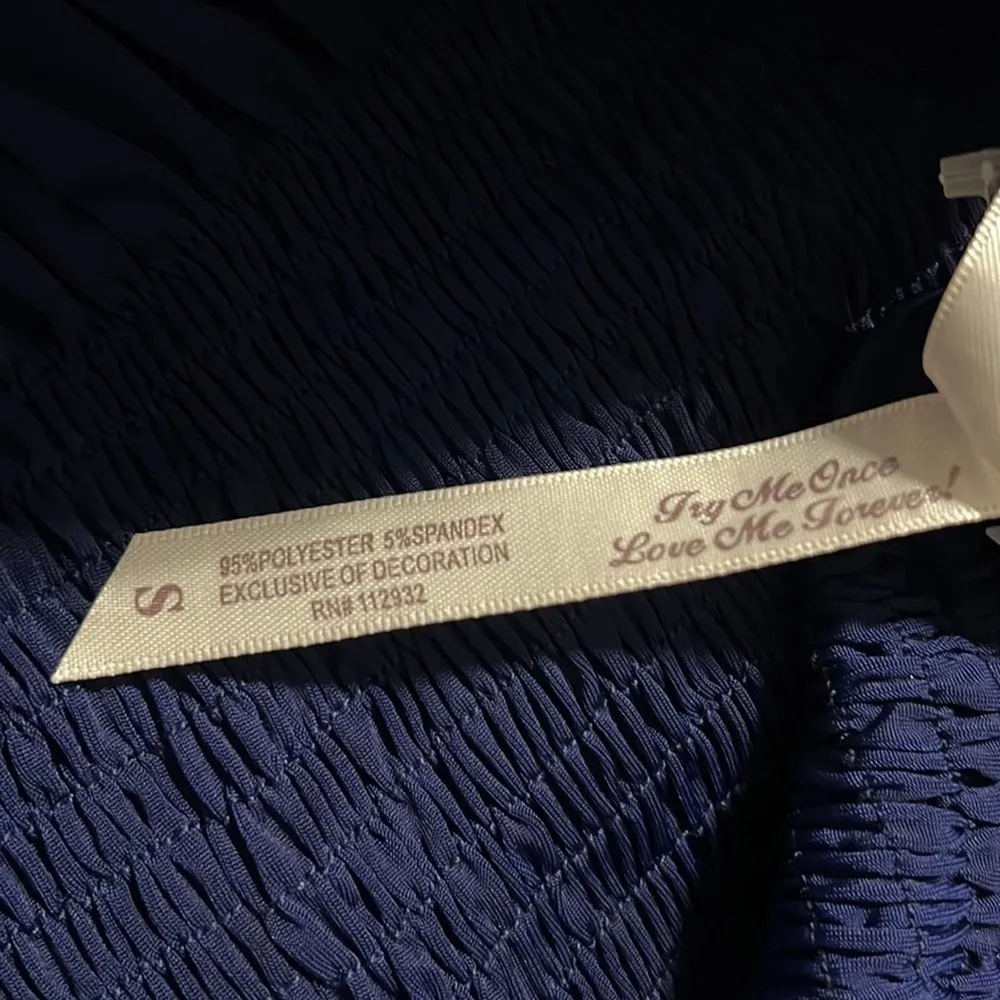 S
95%POLYESTER 5%SPANDEX
EXCLUSIVE OF DECORATION
RN# 112932
Try Me Once
Love Me Forever!